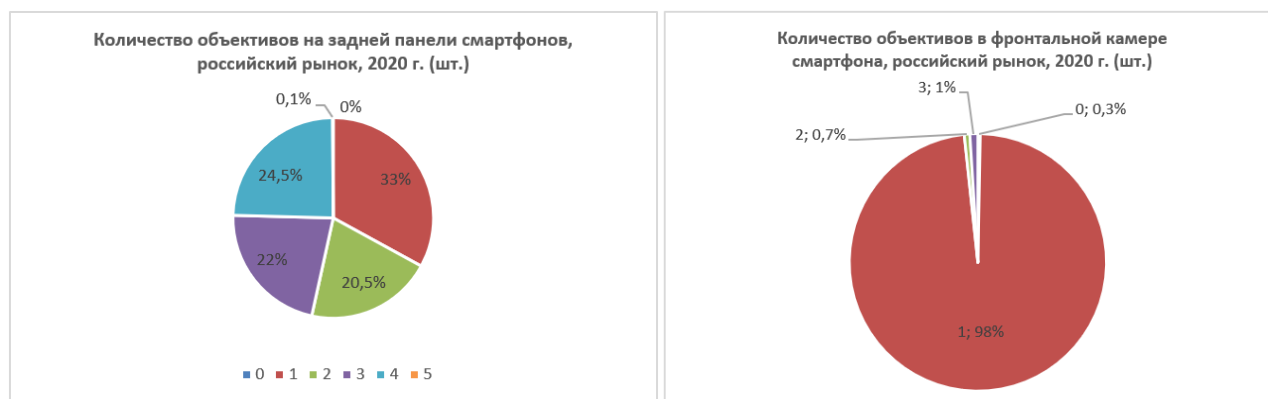 Количество объективов на задней панели смартфонов,
российский рынок, 2020 г. (шт.)
0,1%
0%
24,5%
33%
22%
20,5%
0 1 2 3 4 5
Количество объективов в фронтальной камере
смартфона, российский рынок, 2020 г. (шт.)
3; 1%
0; 0,3%
2; 0,7%
1; 98%